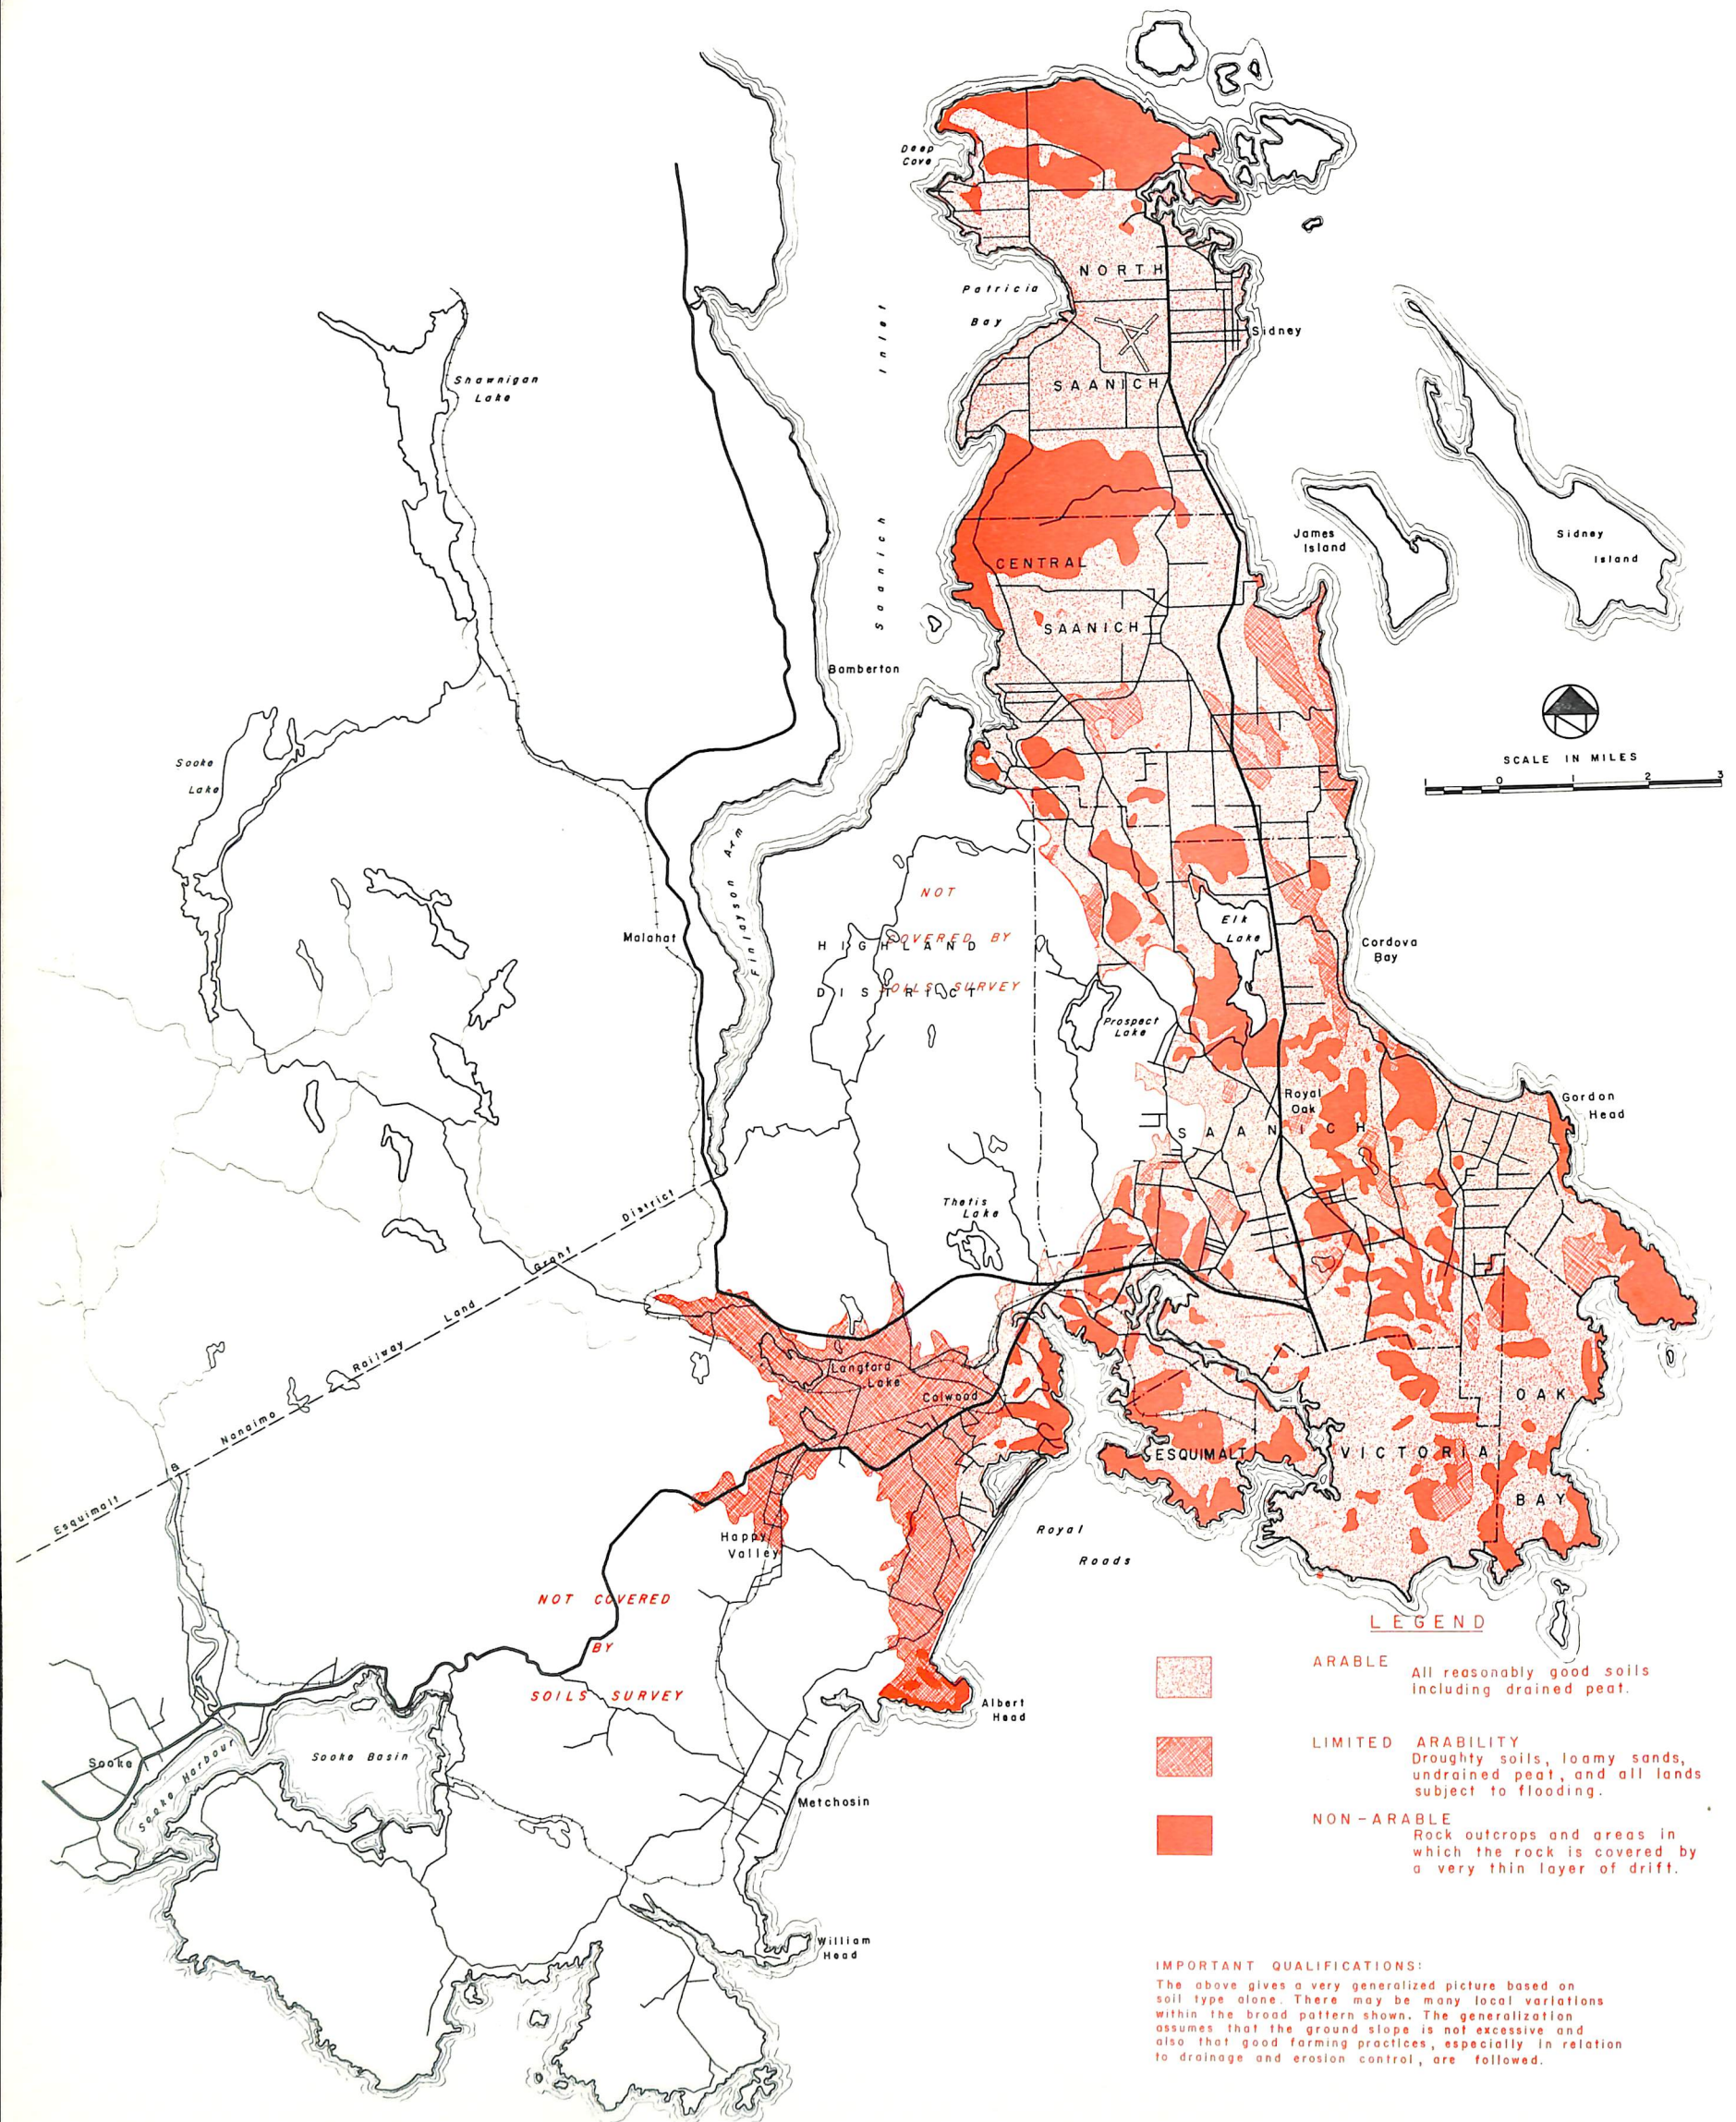 Deep
Cove
NORTH
Patricia
Bay
Sidney
Inlet
Saanich
Shawnigan
Lake
SAANICH
James
Island
Sidney
Island
CENTRAL
SAANICH
Bamberton
SCALE IN MILES
1 0 1 2 3
Sooke
Lake
Finlayson Arm
NOT
COVERED BY
SOILS SURVEY
HIGHLAND
DISTRICT
Elk
Lake
Malahat
Cordova
Bay
Prospect
Lake
Royal
Oak
Gordon
Head
SAANICH
Thetis
Lake
Esquimalt & Nanaimo Railway Land Grant District
Langford
Lake
Colwood
OAK
ESQUIMALT
VICTORIA
BAY
Happy
Valley
Royal
Roads
NOT COVERED
BY
SOILS SURVEY
Albert
Head
Sooke
Sooke Harbour
Sooke Basin
Metchosin
William
Head
LEGEND
ARABLE
All reasonably good soils
including drained peat.
LIMITED ARABILITY
Droughty soils, loamy sands,
undrained peat, and all lands
subject to flooding.
NON-ARABLE
Rock outcrops and areas in
which the rock is covered by
a very thin layer of drift.
IMPORTANT QUALIFICATIONS:
The above gives a very generalized picture based on
soil type alone. There may be many local variations
within the broad pattern shown. The generalization
assumes that the ground slope is not excessive and
also that good farming practices, especially in relation
to drainage and erosion control, are followed.